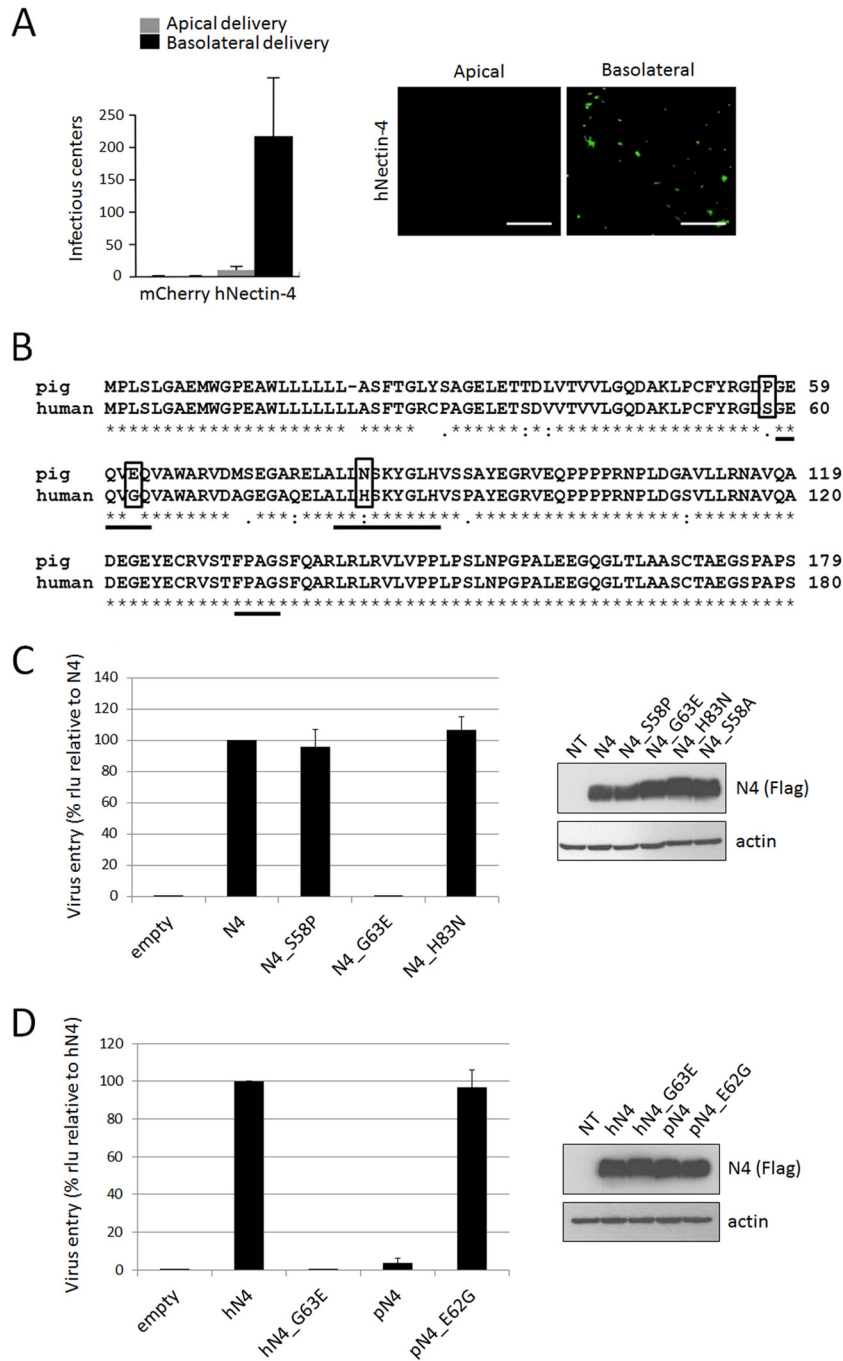 A
Apical delivery
Basolateral delivery
Infectious centers
250
200
150
100
50
0
mCherry hNectin-4
Apical Basolateral
hNectin-4
B
pig MPLSLGAEMWGPEAWLLLLLL-ASFTGLYSAGELETTDLVTVVLGQDAKLPCFYRGDPGE 59
human MPLSLGAEMWGPEAWLLLLLLLASFTGRCPAGELETSDVVTVVLGQDAKLPCFYRGDSGE 60
********************* *****  .******:*:******************.**
pig QVEQVAWARVDMSEGARELALLNSKYGLHVSSAYEGRVEQPPPPRNPLDGAVLLRNAVQA 119
human QVGQVAWARVDAGEGAQELALLHSKYGLHVSPAYEGRVEQPPPPRNPLDGSVLLRNAVQA 120
** ******** .***:*****:********.******************:*********
pig DEGEYECRVSTFPAGSFQARLRLRVLVPPLPSLNPGPALEEGQGLTLAASCTAEGSPAPS 179
human DEGEYECRVSTFPAGSFQARLRLRVLVPPLPSLNPGPALEEGQGLTLAASCTAEGSPAPS 180
************************************************************
C
Virus entry (% rlu relative to N4)
140
120
100
80
60
40
20
0
empty
N4
N4_S58P
N4_G63E
N4_H83N
NT
N4
N4_S58P
N4_G63E
N4_H83N
N4_S58A
N4 (Flag)
actin
D
Virus entry (% rlu relative to hN4)
120
100
80
60
40
20
0
empty
hN4
hN4_G63E
pN4
pN4_E62G
NT
hN4
hN4_G63E
pN4
pN4_E62G
N4 (Flag)
actin